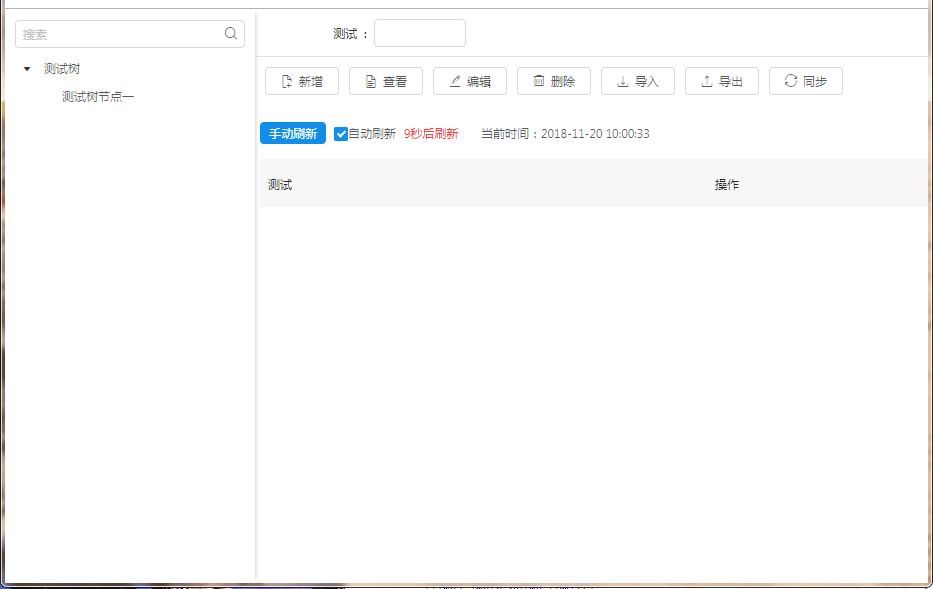 搜索
测试树
测试树节点一
测试 :
新增 查看 编辑 删除 导入 导出 同步
手动刷新 自动刷新 9秒后刷新 当前时间：2018-11-20 10:00:33
测试 操作